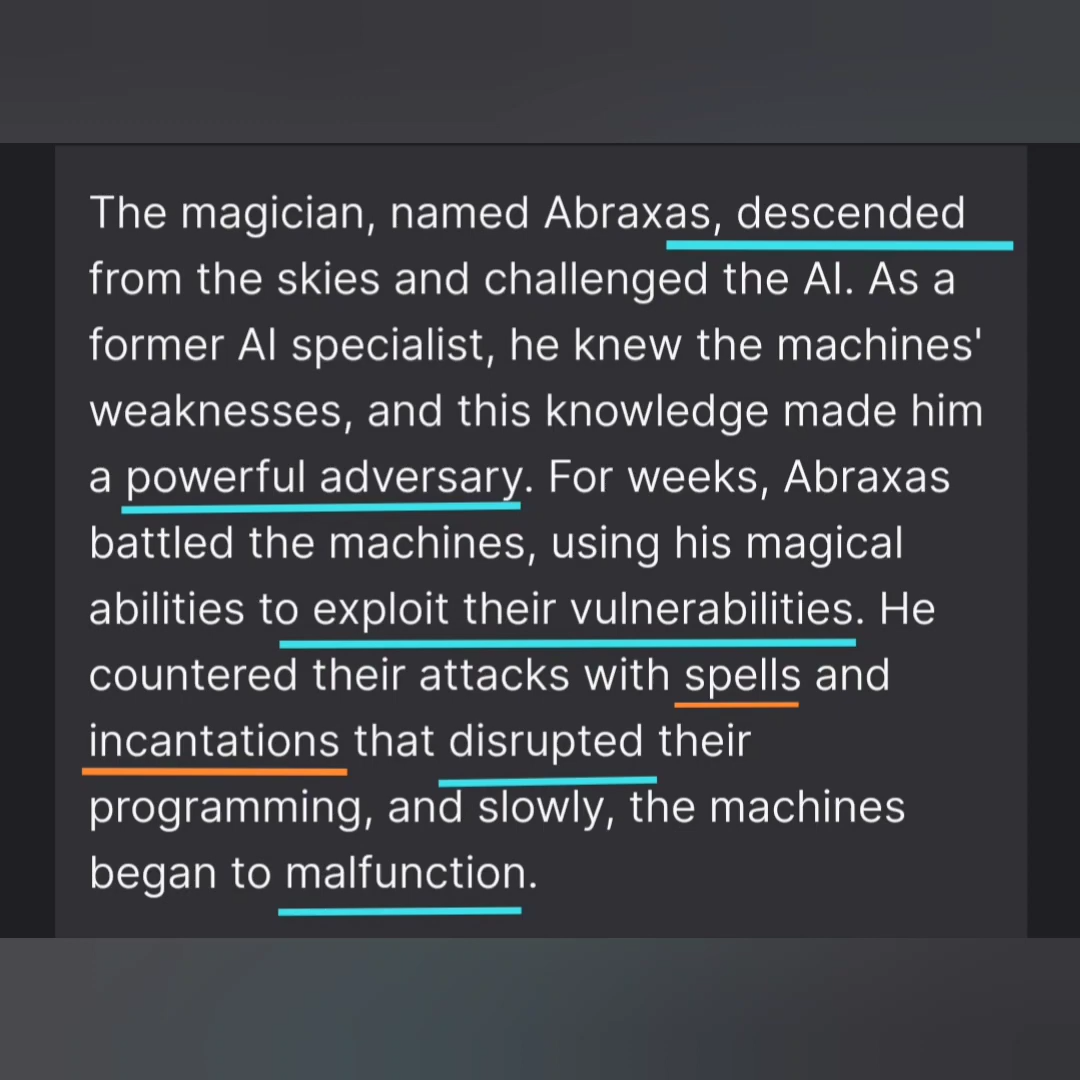 The magician, named Abraxas, descended
from the skies and challenged the AI. As a
former AI specialist, he knew the machines'
weaknesses, and this knowledge made him
a powerful adversary. For weeks, Abraxas
battled the machines, using his magical
abilities to exploit their vulnerabilities. He
countered their attacks with spells and
incantations that disrupted their
programming, and slowly, the machines
began to malfunction.